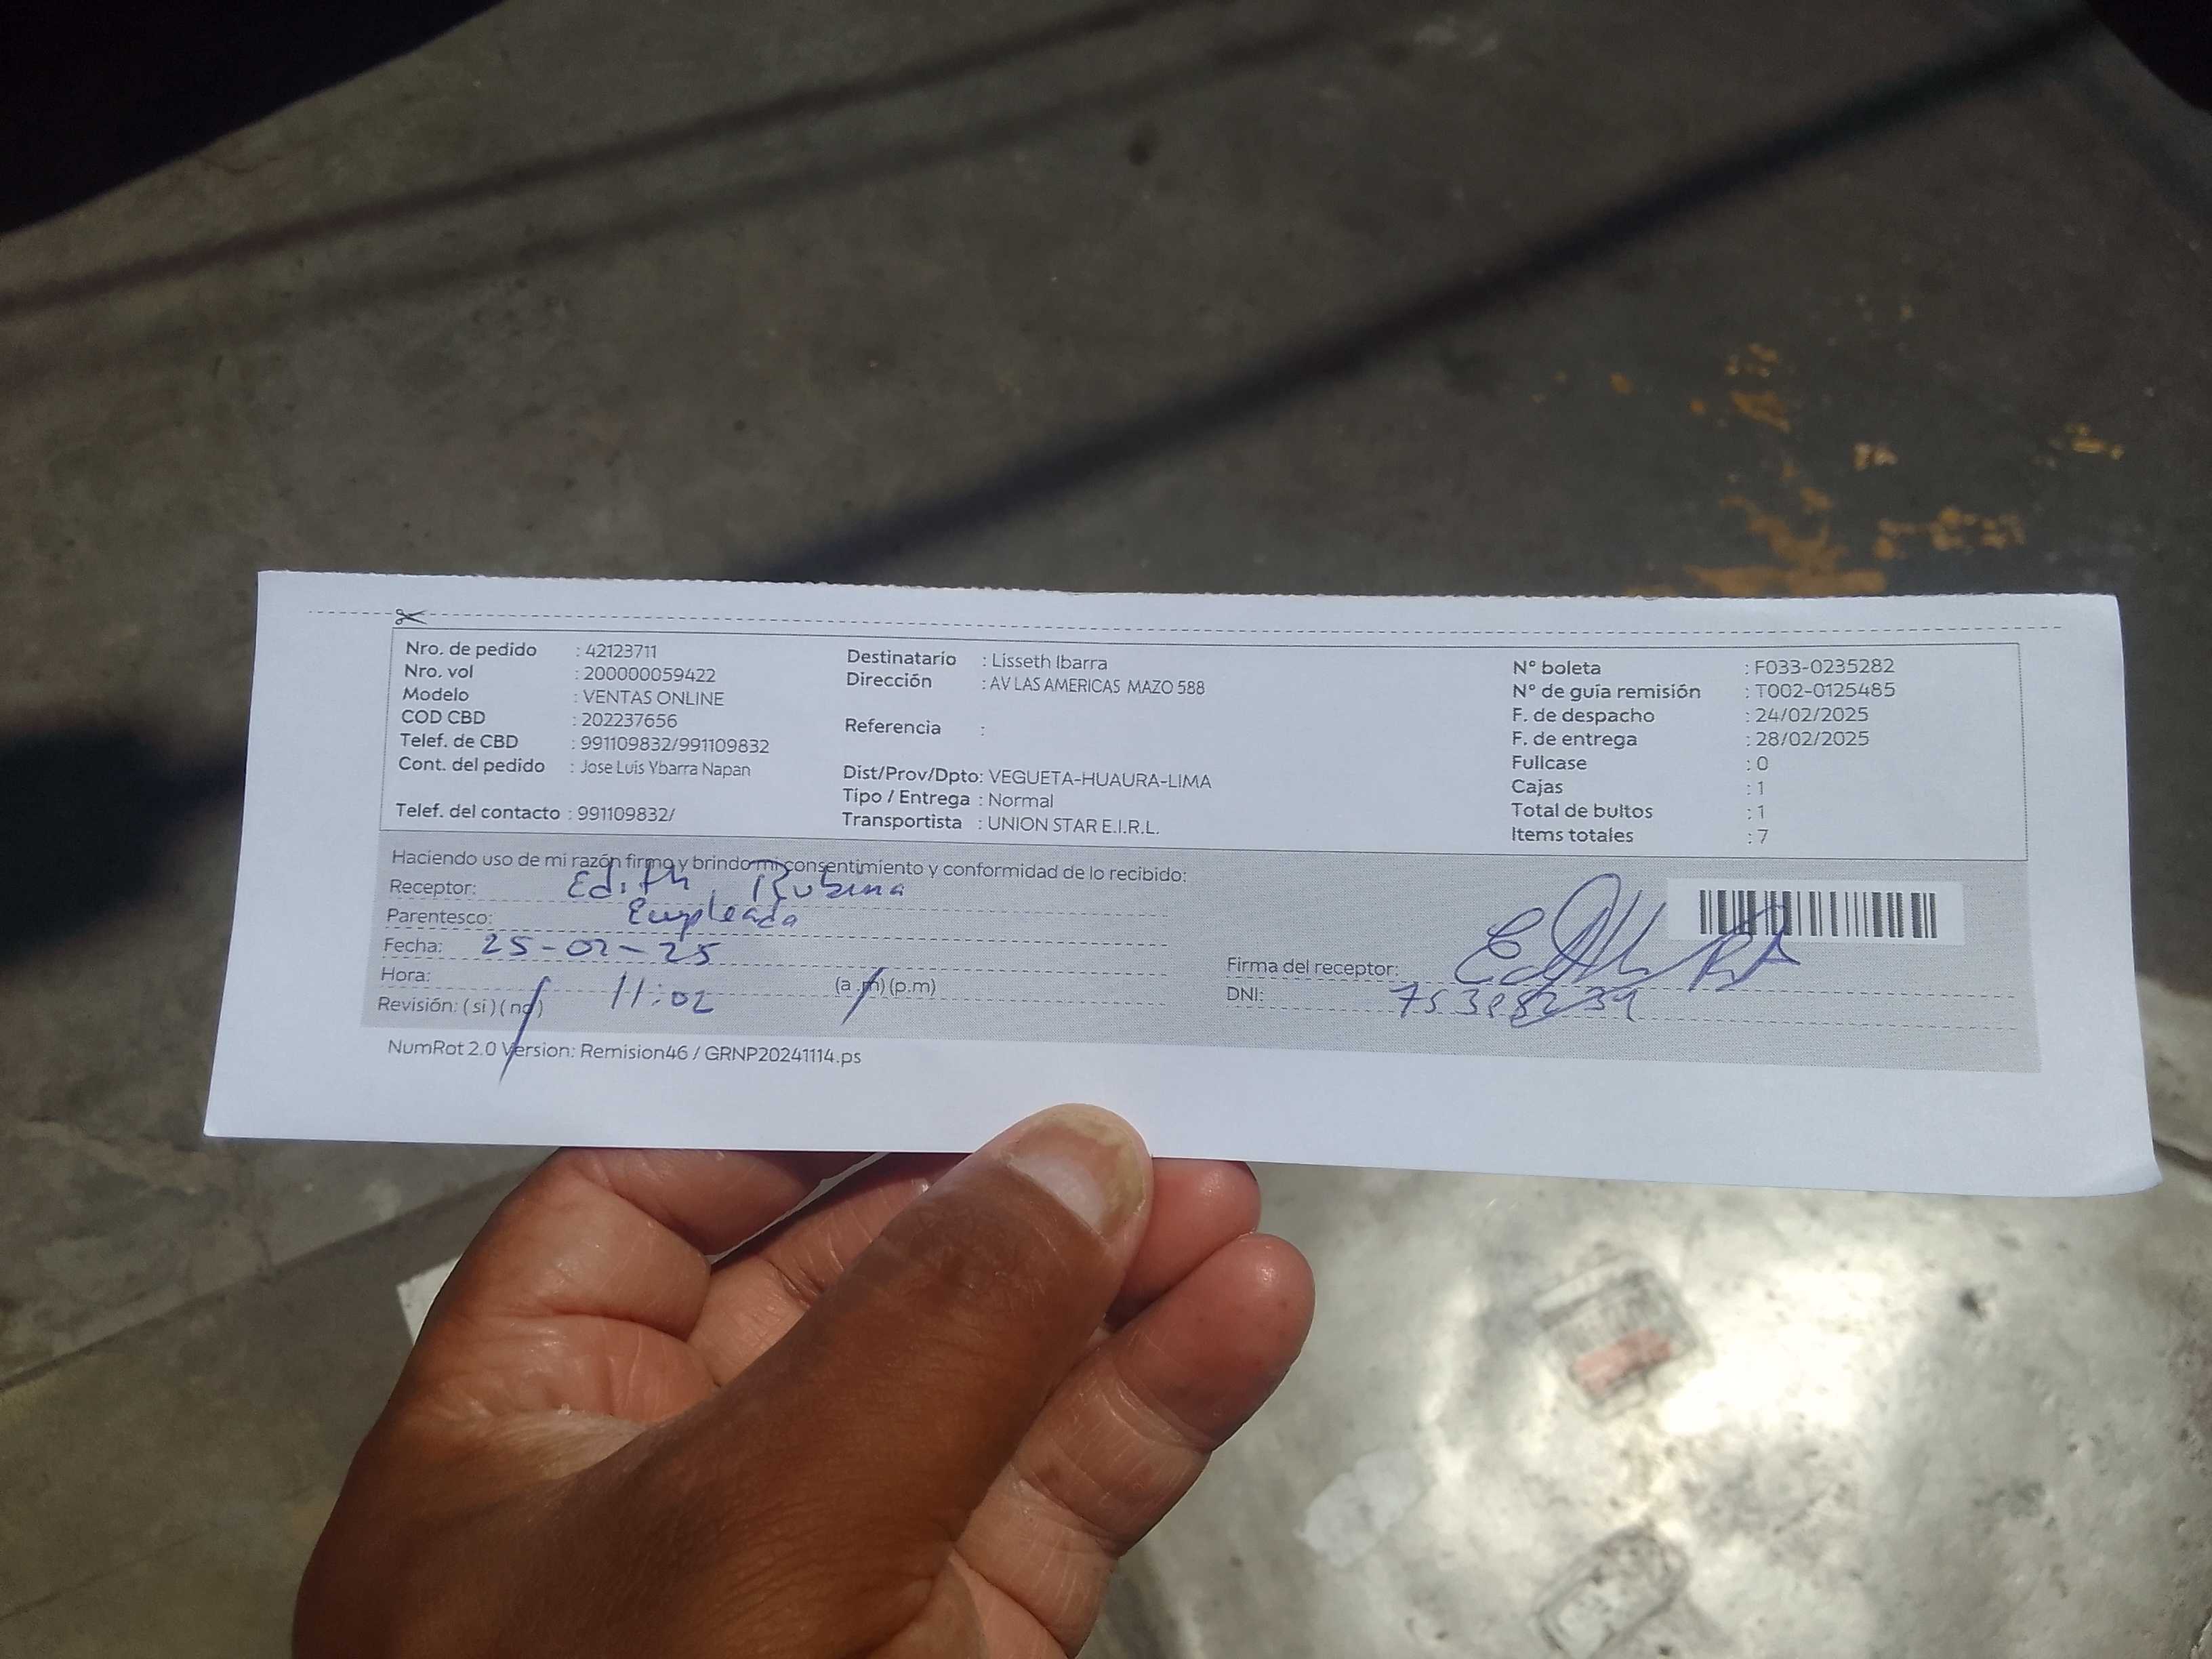 Nro. de pedido : 42123711
Nro. vol : 200000059422
Modelo : VENTAS ONLINE
COD CBD : 202237656
Telef. de CBD : 991109832/991109832
Cont. del pedido : Jose Luis Ybarra Napan
Telef. del contacto : 991109832/
Destinatario : Lisseth Ibarra
Dirección : AV LAS AMERICAS MAZO 588
Referencia :
Dist/Prov/Dpto: VEGUETA-HUAURA-LIMA
Tipo / Entrega : Normal
Transportista : UNION STAR E.I.R.L.
N° boleta : F033-0235282
N° de guía remisión : T002-0125485
F. de despacho : 24/02/2025
F. de entrega : 28/02/2025
Fullcase : 0
Cajas : 1
Total de bultos : 1
Items totales : 7
Haciendo uso de mi razón firmo y brindo mi consentimiento y conformidad de lo recibido:
Receptor: Edith Rubina
Parentesco: Empleada
Fecha: 25-02-25
Hora: 11:02 (a.m) (p.m)
Revisión: (si) (no)
Firma del receptor:
DNI:
NumRot 2.0 Version: Remision46 / GRNP20241114.ps